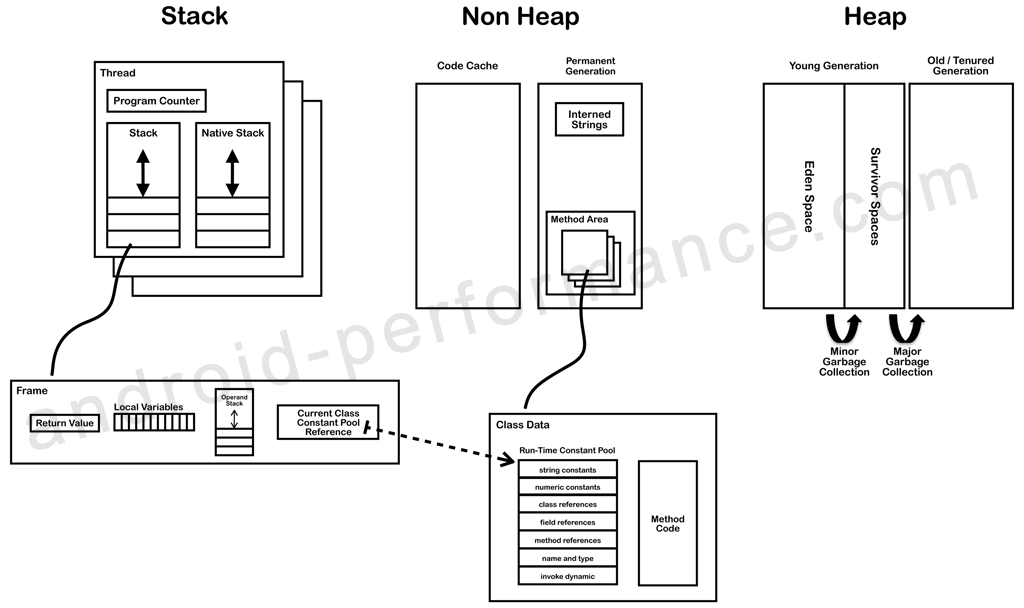 Stack
Non Heap
Heap
Thread
Program Counter
Stack
Native Stack
Code Cache
Permanent
Generation
Interned
Strings
Method Area
Young Generation
Old / Tenured
Generation
Eden Space
Survivor Spaces
Minor
Garbage
Collection
Major
Garbage
Collection
Frame
Return Value
Local Variables
Operand
Stack
Current Class
Constant Pool
Reference
Class Data
Run-Time Constant Pool
string constants
numeric constants
class references
field references
method references
name and type
invoke dynamic
Method
Code
android-performance.com